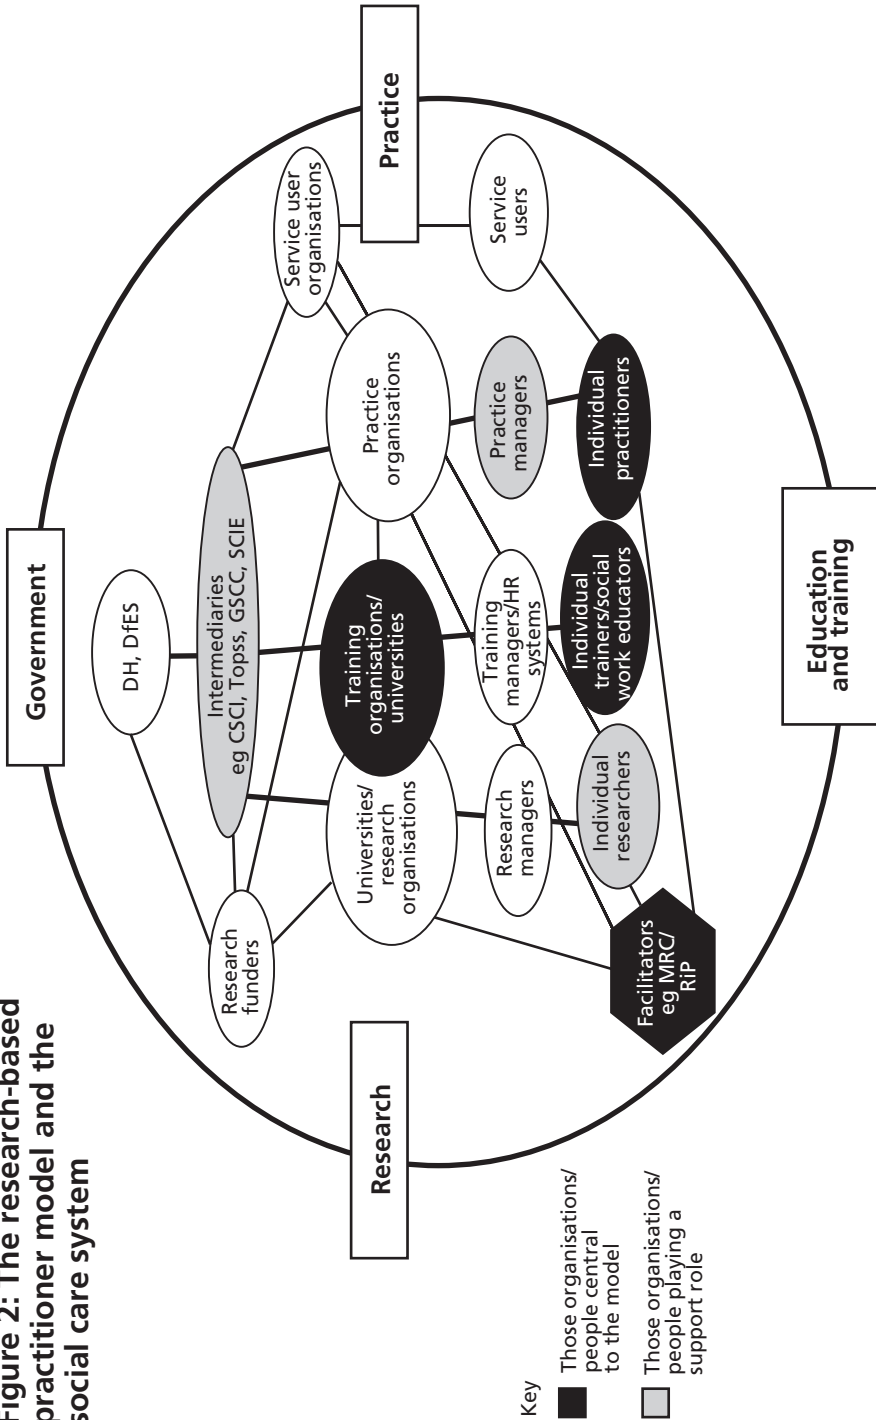 Figure 2: The research-based
practitioner model and the
social care system
Government
DH, DfES
Intermediaries
eg CSCI, Topss, GSCC, SCIE
Research
funders
Service user
organisations
Research
Practice
Universities/
research
organisations
Training
organisations/
universities
Practice
organisations
Service
users
Research
managers
Training
managers/HR
systems
Practice
managers
Individual
researchers
Individual
trainers/social
work educators
Individual
practitioners
Facilitators
eg MRC/
RiP
Education
and training
Key
Those organisations/
people central
to the model
Those organisations/
people playing a
support role